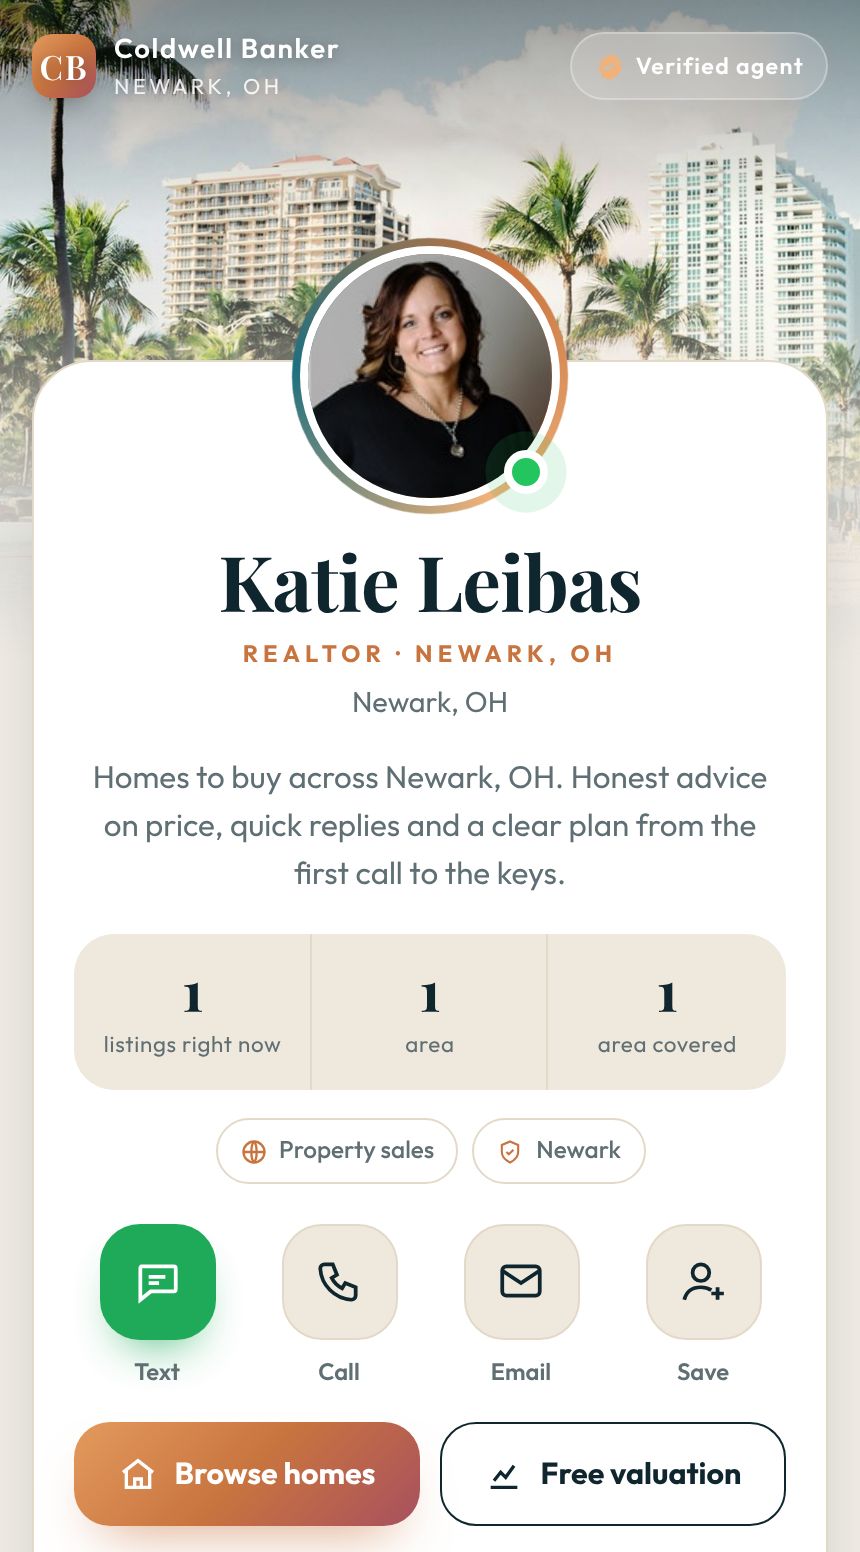 CB
Coldwell Banker
NEWARK, OH
Verified agent
Katie Leibas
REALTOR · NEWARK, OH
Newark, OH
Homes to buy across Newark, OH. Honest advice
on price, quick replies and a clear plan from the
first call to the keys.
1
listings right now
1
area
1
area covered
Property sales
Newark
Text
Call
Email
Save
Browse homes
Free valuation